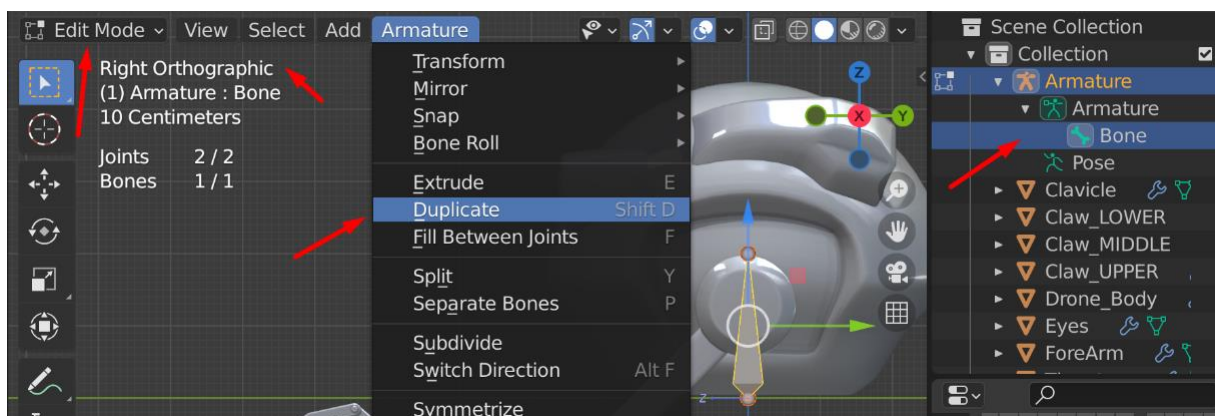 Edit Mode View Select Add Armature
Right Orthographic
(1) Armature : Bone
10 Centimeters
Joints 2 / 2
Bones 1 / 1
Transform
Mirror
Snap
Bone Roll
Extrude E
Duplicate Shift D
Fill Between Joints F
Split Y
Separate Bones P
Subdivide
Switch Direction Alt F
Symmetrize
Z
X
Y
Z
Scene Collection
Collection
Armature
Armature
Bone
Pose
Clavicle
Claw_LOWER
Claw_MIDDLE
Claw_UPPER
Drone_Body
Eyes
ForeArm